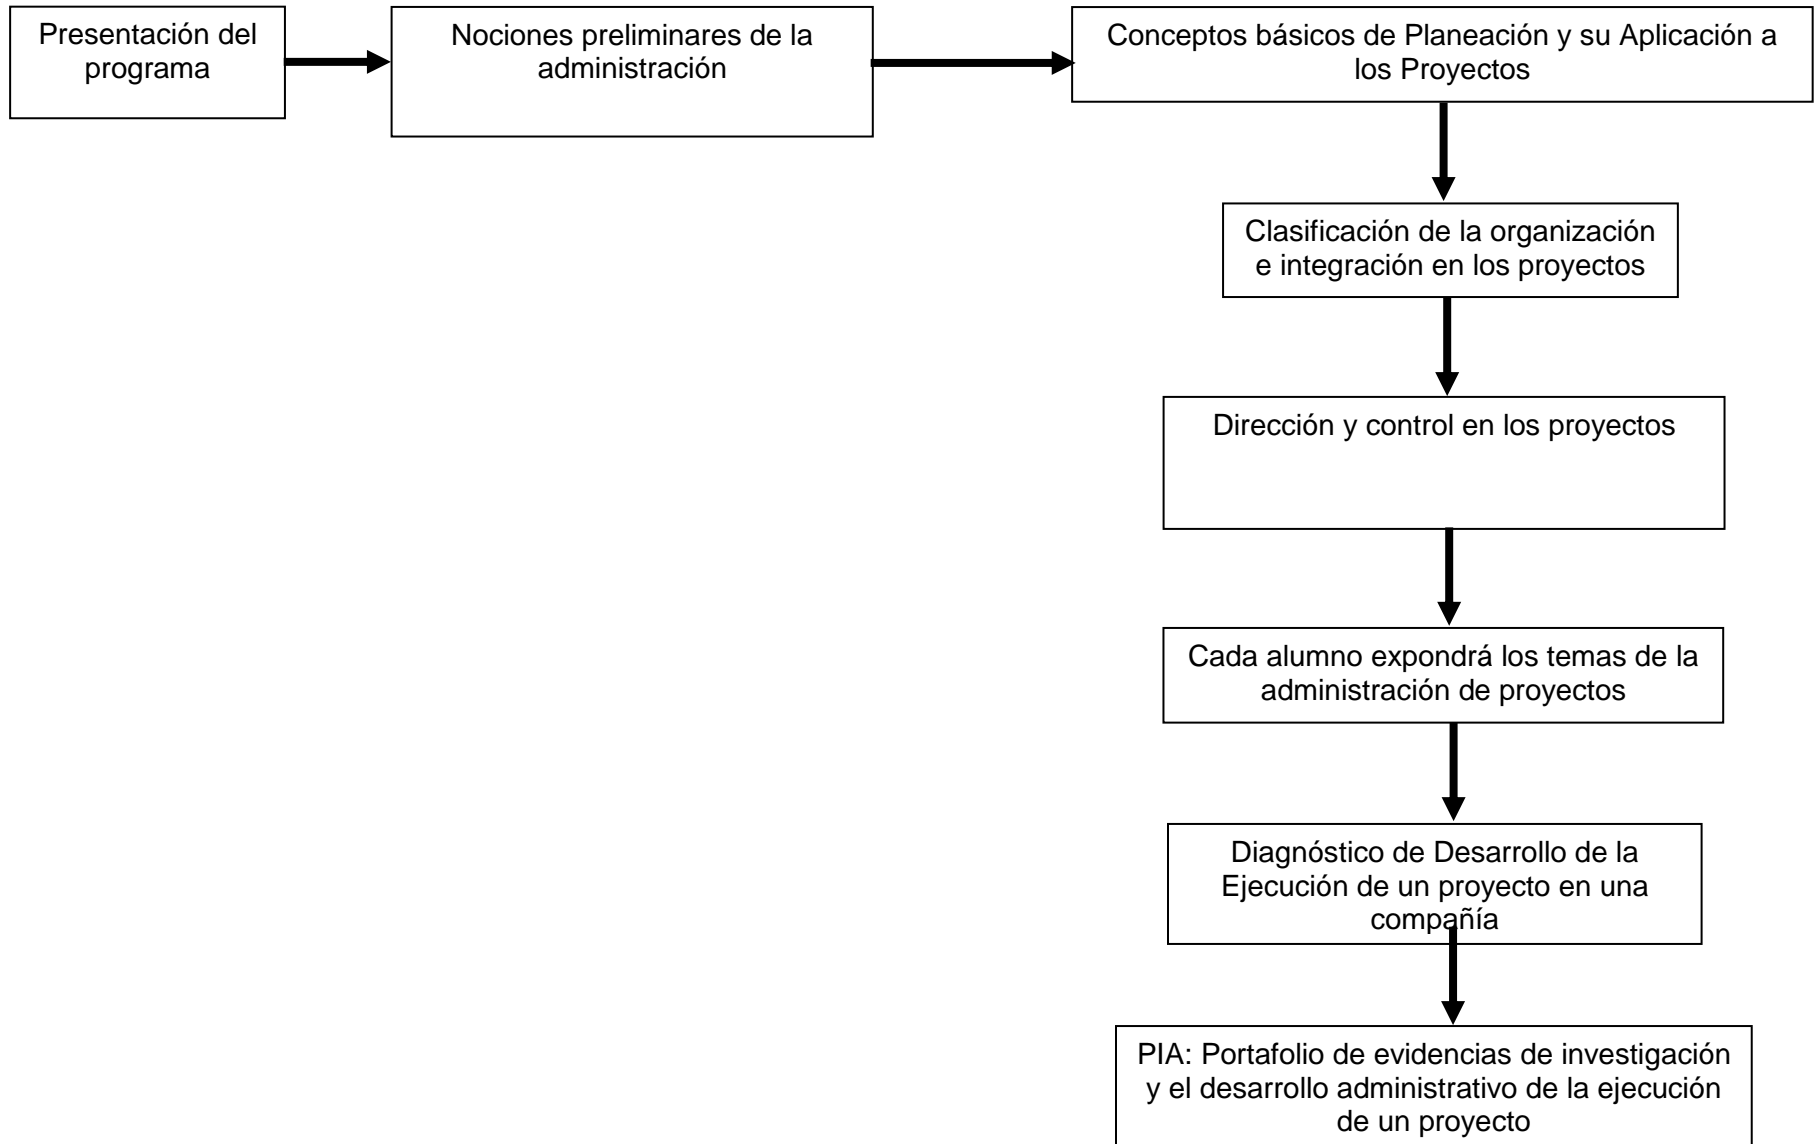 Presentación del
programa
Nociones preliminares de la
administración
Conceptos básicos de Planeación y su Aplicación a
los Proyectos
Clasificación de la organización
e integración en los proyectos
Dirección y control en los proyectos
Cada alumno expondrá los temas de la
administración de proyectos
Diagnóstico de Desarrollo de la
Ejecución de un proyecto en una
compañía
PIA: Portafolio de evidencias de investigación
y el desarrollo administrativo de la ejecución
de un proyecto